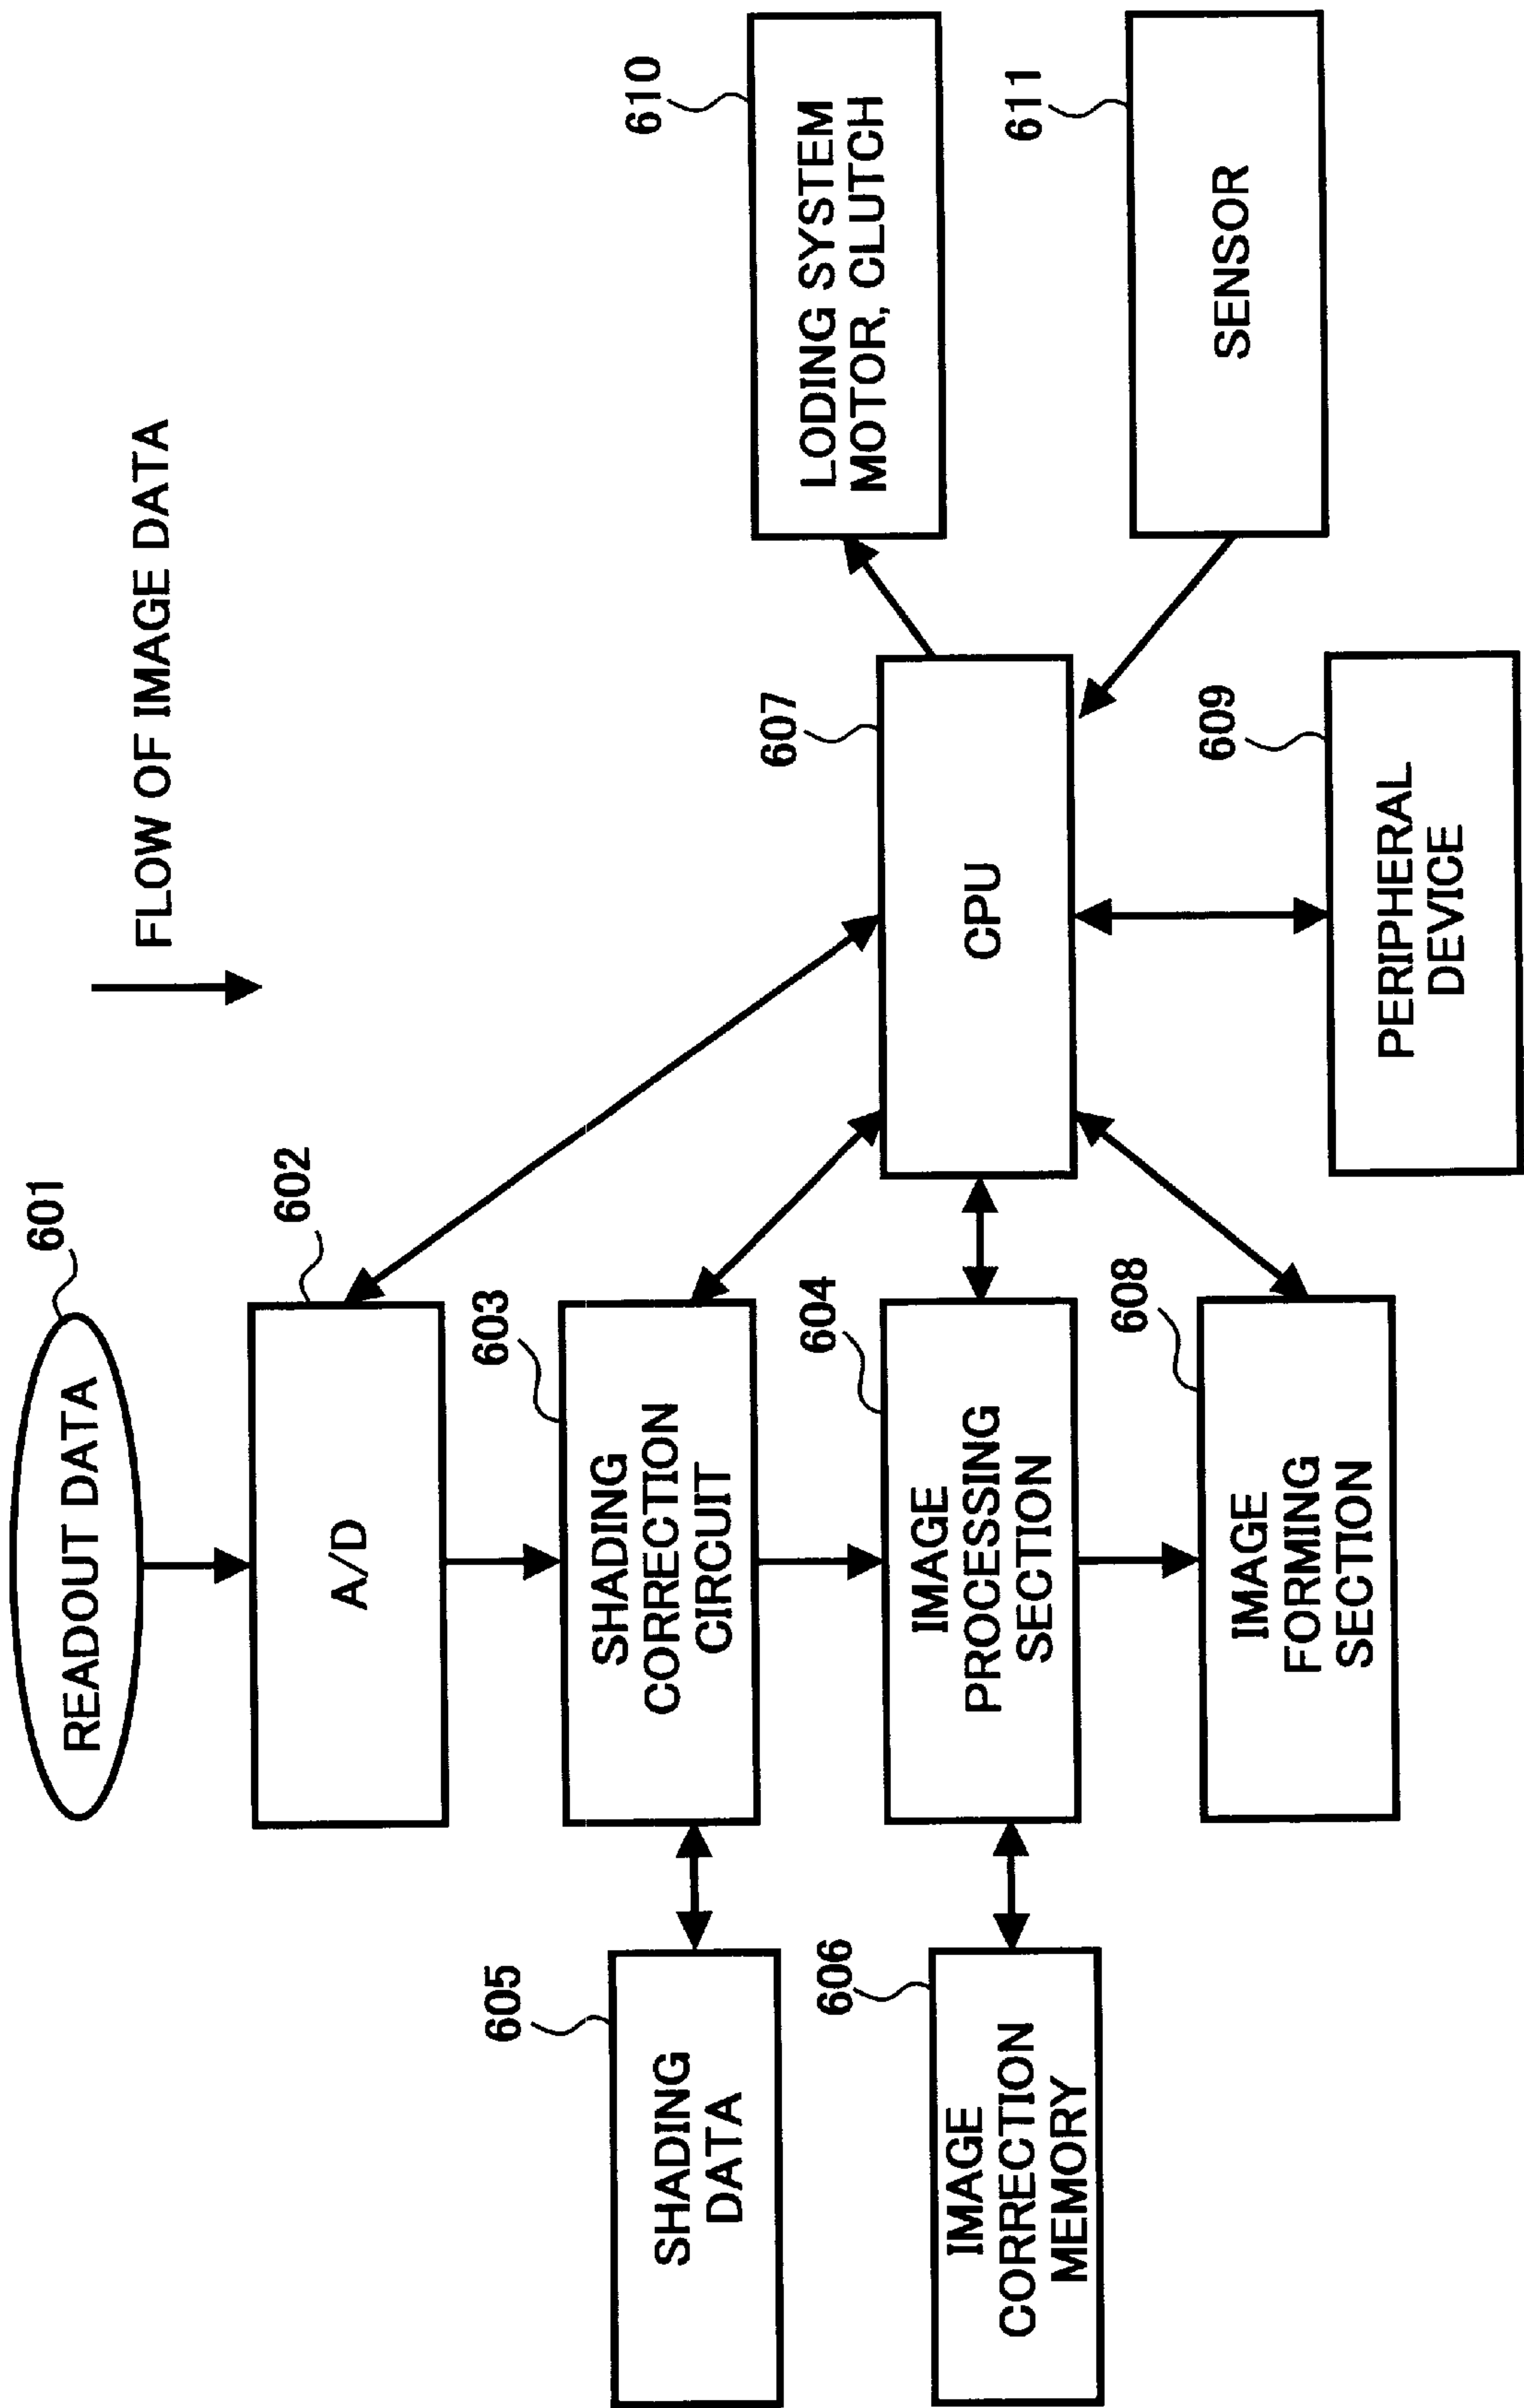 FLOW OF IMAGE DATA
601
READOUT DATA
602
A/D
603
SHADING
CORRECTION
CIRCUIT
605
SHADING
DATA
604
IMAGE
PROCESSING
SECTION
606
IMAGE
CORRECTION
MEMORY
608
IMAGE
FORMING
SECTION
607
CPU
609
PERIPHERAL
DEVICE
610
LODING SYSTEM
MOTOR, CLUTCH
611
SENSOR